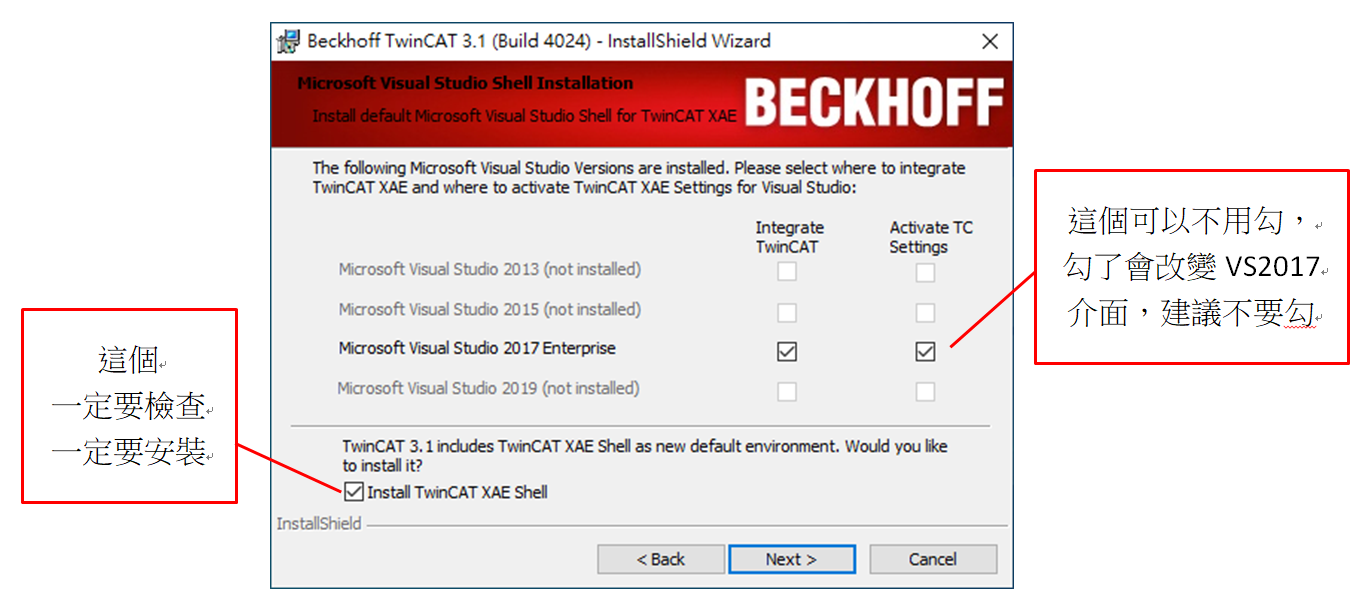 Beckhoff TwinCAT 3.1 (Build 4024) - InstallShield Wizard
Microsoft Visual Studio Shell Installation
Install default Microsoft Visual Studio Shell for TwinCAT XAE
BECKHOFF
The following Microsoft Visual Studio Versions are installed. Please select where to integrate
TwinCAT XAE and where to activate TwinCAT XAE Settings for Visual Studio:
Integrate
TwinCAT
Activate TC
Settings
Microsoft Visual Studio 2013 (not installed)
Microsoft Visual Studio 2015 (not installed)
Microsoft Visual Studio 2017 Enterprise
Microsoft Visual Studio 2019 (not installed)
TwinCAT 3.1 includes TwinCAT XAE Shell as new default environment. Would you like
to install it?
Install TwinCAT XAE Shell
InstallShield
< Back
Next >
Cancel
這個
一定要檢查
一定要安裝
這個可以不用勾，
勾了會改變 VS2017
介面，建議不要勾